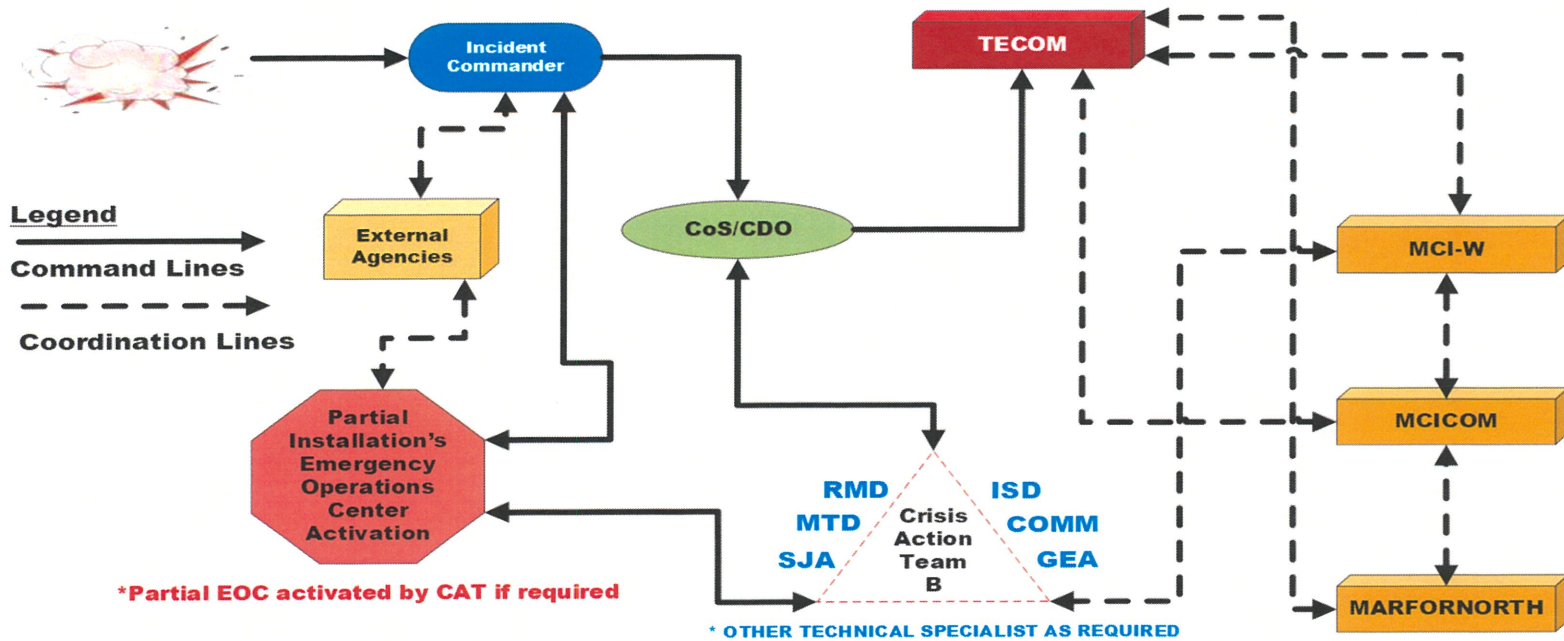 Incident
Commander
TECOM
Legend
Command Lines
Coordination Lines
External
Agencies
CoS/CDO
MCI-W
MCICOM
MARFORNORTH
Partial
Installation's
Emergency
Operations
Center
Activation
*Partial EOC activated by CAT if required
RMD
MTD
SJA
Crisis
Action
Team
B
ISD
COMM
GEA
* OTHER TECHNICAL SPECIALIST AS REQUIRED